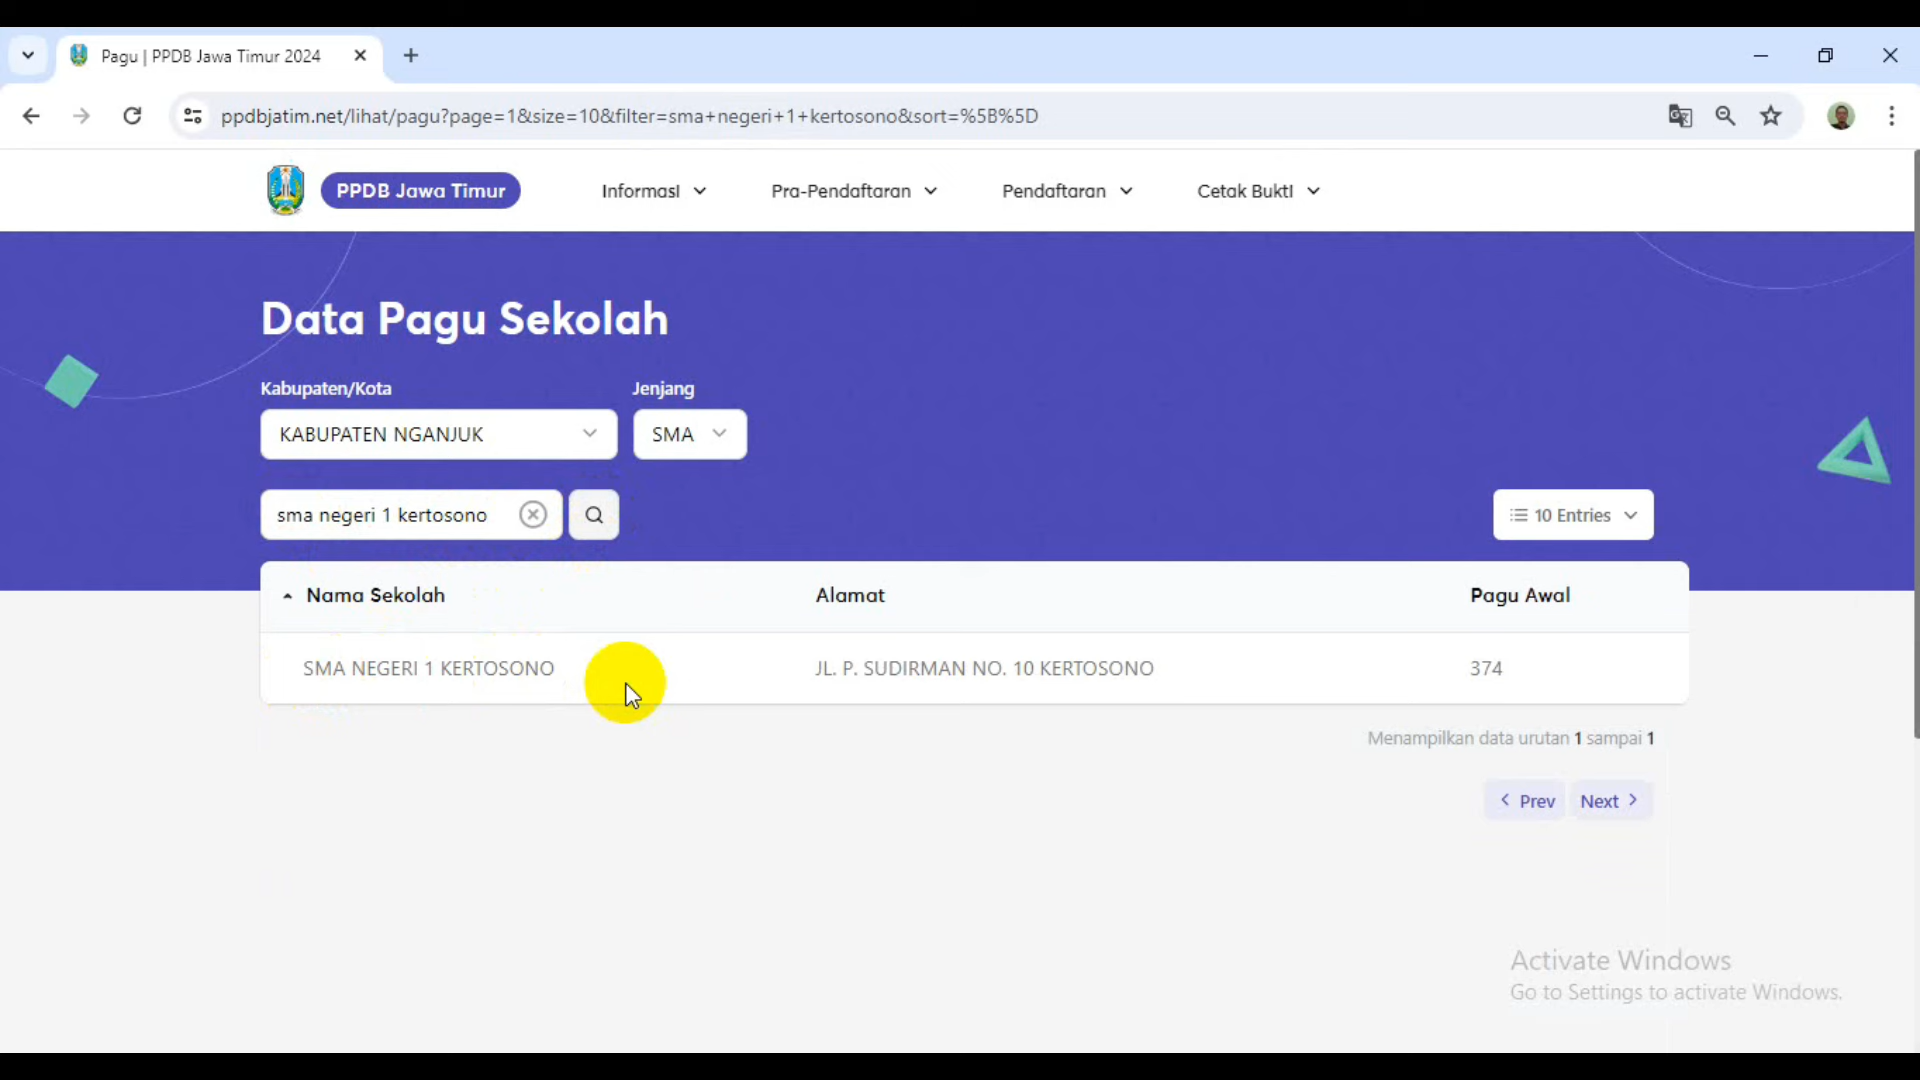 Pagu | PPDB Jawa Timur 2024
ppdbjatim.net/lihat/pagu?page=1&size=10&filter=sma+negeri+1+kertosono&sort=%5B%5D
PPDB Jawa Timur
Informasi
Pra-Pendaftaran
Pendaftaran
Cetak Bukti
Data Pagu Sekolah
Kabupaten/Kota
Jenjang
KABUPATEN NGANJUK
SMA
sma negeri 1 kertosono
10 Entries
Nama Sekolah
Alamat
Pagu Awal
SMA NEGERI 1 KERTOSONO
JL. P. SUDIRMAN NO. 10 KERTOSONO
374
Menampilkan data urutan 1 sampai 1
Prev
Next
Activate Windows
Go to Settings to activate Windows.